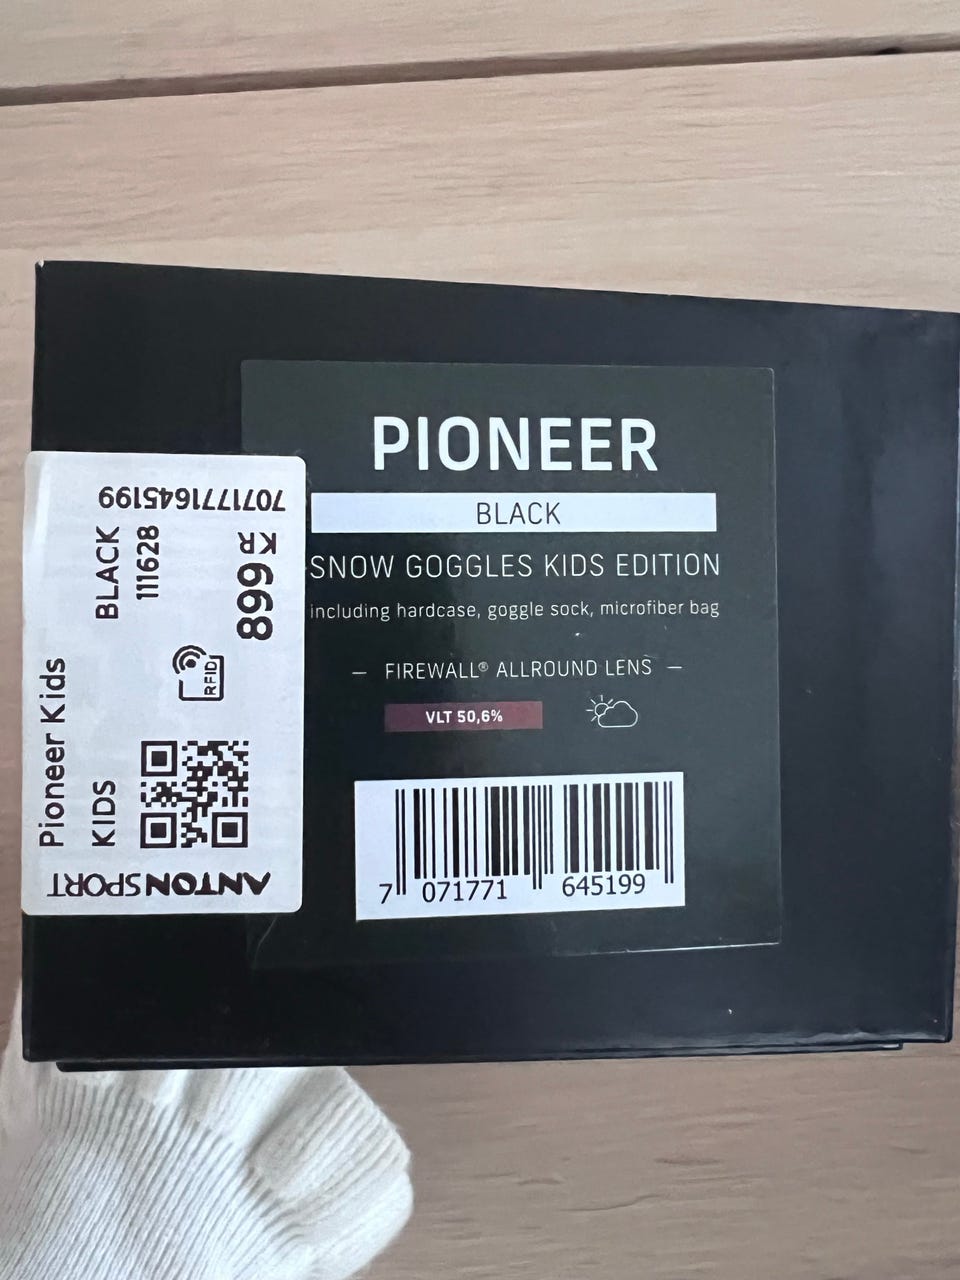 PIONEER
BLACK
SNOW GOGGLES KIDS EDITION
including hardcase, goggle sock, microfiber bag
— FIREWALL® ALLROUND LENS —
VLT 50,6%
7 071771 645199
7071771645199
Pioneer Kids
KIDS
BLACK
111628
RFID
899 KR
ANTON SPORT